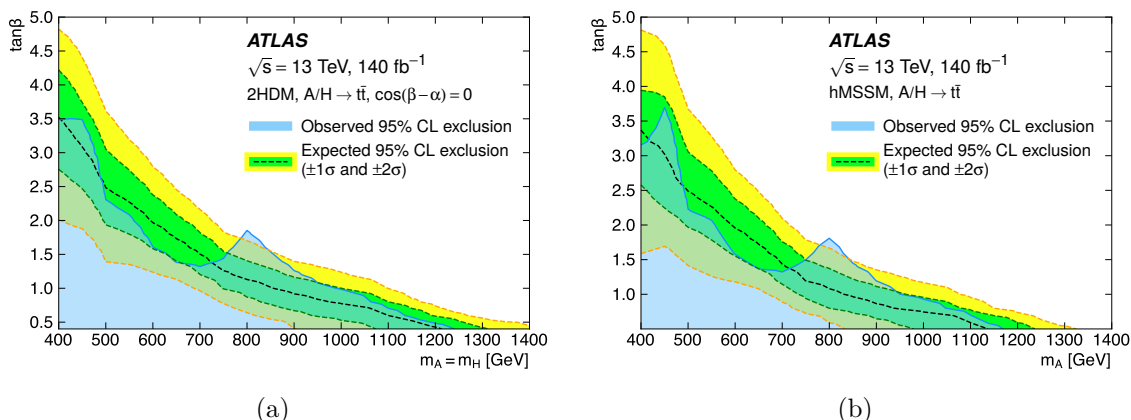 tanβ
5.0
4.5
4.0
3.5
3.0
2.5
2.0
1.5
1.0
0.5
400 500 600 700 800 900 1000 1100 1200 1300 1400
m_A = m_H [GeV]
ATLAS
√s = 13 TeV, 140 fb⁻¹
2HDM, A/H → tt̄, cos(β−α) = 0
Observed 95% CL exclusion
Expected 95% CL exclusion
(±1σ and ±2σ)
(a)
tanβ
5.0
4.5
4.0
3.5
3.0
2.5
2.0
1.5
1.0
400 500 600 700 800 900 1000 1100 1200 1300 1400
m_A [GeV]
ATLAS
√s = 13 TeV, 140 fb⁻¹
hMSSM, A/H → tt̄
Observed 95% CL exclusion
Expected 95% CL exclusion
(±1σ and ±2σ)
(b)